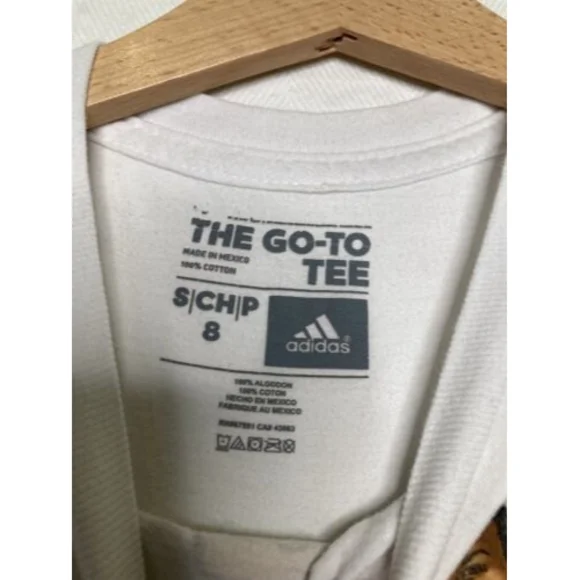 THE GO-TO
TEE
MADE IN MEXICO
100% COTTON
S|CH|P
8
adidas
100% ALGODON
100% COTON
HECHO EN MEXICO
FABRIQUE AU MEXICO